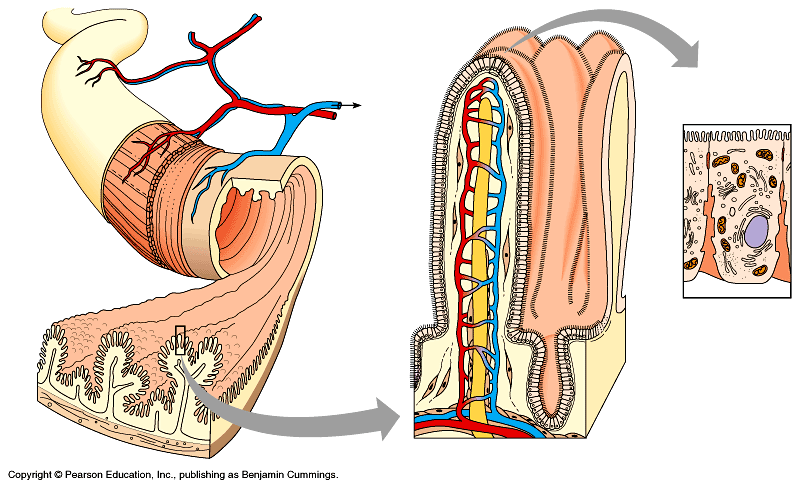 Copyright © Pearson Education, Inc., publishing as Benjamin Cummings.